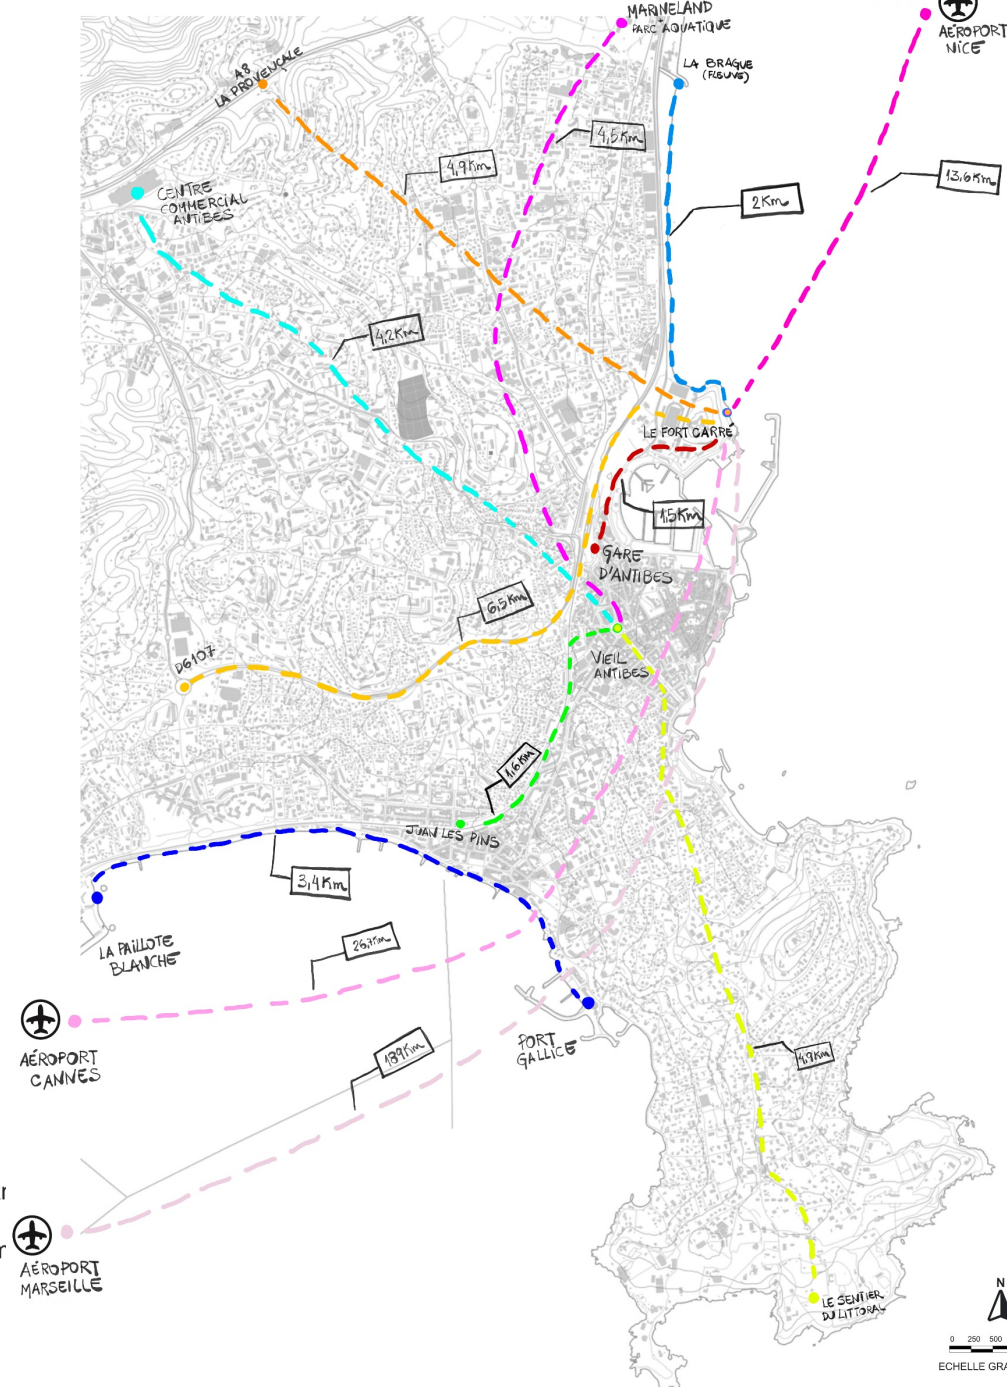 MARINELAND
PARC AQUATIQUE
AÉROPORT
NICE
LA BRAGUE
(FLEUVE)
A8
LA PROVENÇALE
4,5Km
4,9Km
13,6Km
2Km
CENTRE
COMMERCIAL
ANTIBES
4,2Km
LE FORT CARRÉ
1,5Km
GARE
D'ANTIBES
6,5Km
VIEIL
ANTIBES
D6107
1,6Km
JUAN LES PINS
3,4Km
LA PAILLOTE
BLANCHE
26,7Km
AÉROPORT
CANNES
PORT
GALLICE
189Km
4,9Km
AÉROPORT
MARSEILLE
LE SENTIER
DU LITTORAL
N
0 250 500
ECHELLE GRA